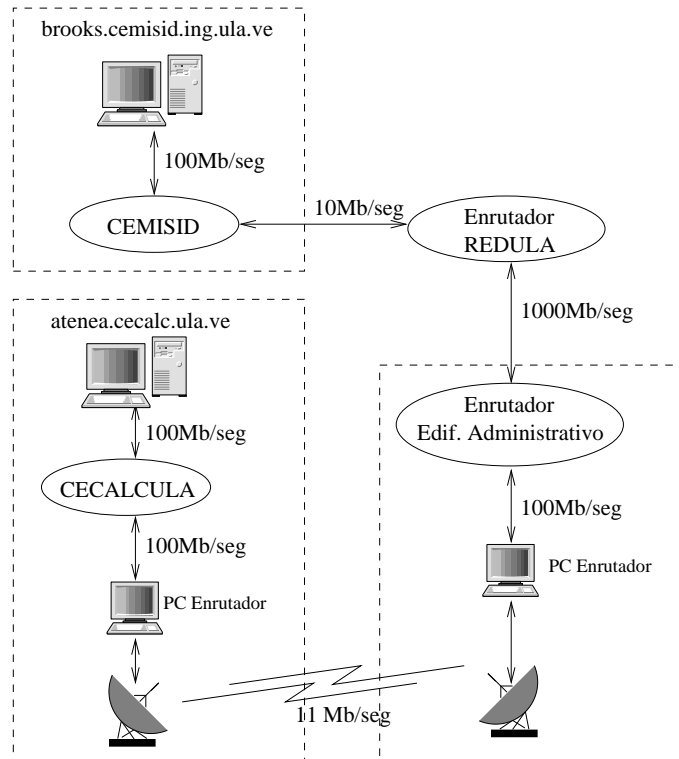 brooks.cemisid.ing.ula.ve
100Mb/seg
CEMISID
10Mb/seg
Enrutador
REDULA
1000Mb/seg
atenea.cecalc.ula.ve
100Mb/seg
CECALCULA
100Mb/seg
PC Enrutador
Enrutador
Edif. Administrativo
100Mb/seg
PC Enrutador
11 Mb/seg